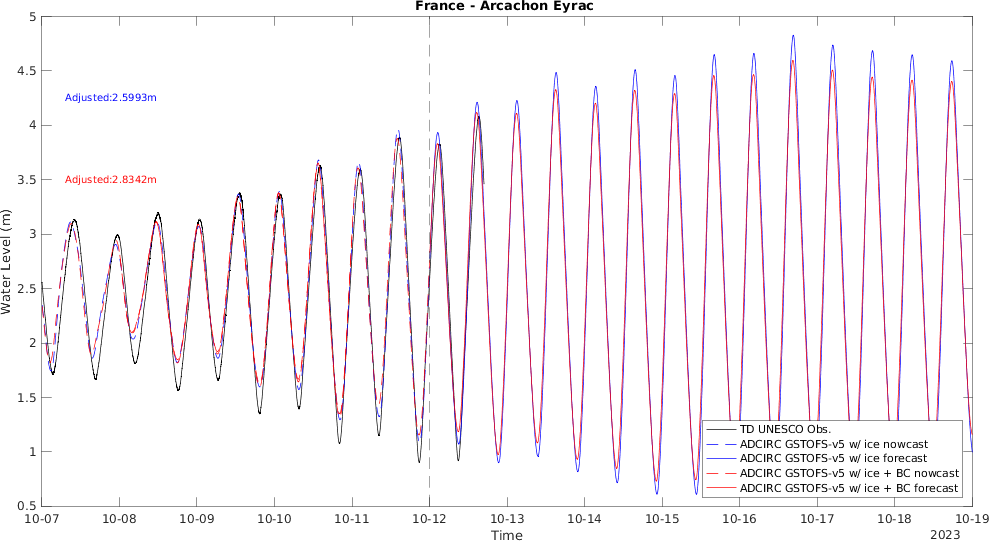 France - Arcachon Eyrac
5
4.5
4
3.5
3
2.5
2
1.5
1
0.5
Water Level (m)
Adjusted:2.5993m
Adjusted:2.8342m
TD UNESCO Obs.
ADCIRC GSTOFS-v5 w/ ice nowcast
ADCIRC GSTOFS-v5 w/ ice forecast
ADCIRC GSTOFS-v5 w/ ice + BC nowcast
ADCIRC GSTOFS-v5 w/ ice + BC forecast
10-07 10-08 10-09 10-10 10-11 10-12 10-13 10-14 10-15 10-16 10-17 10-18 10-19
Time
2023